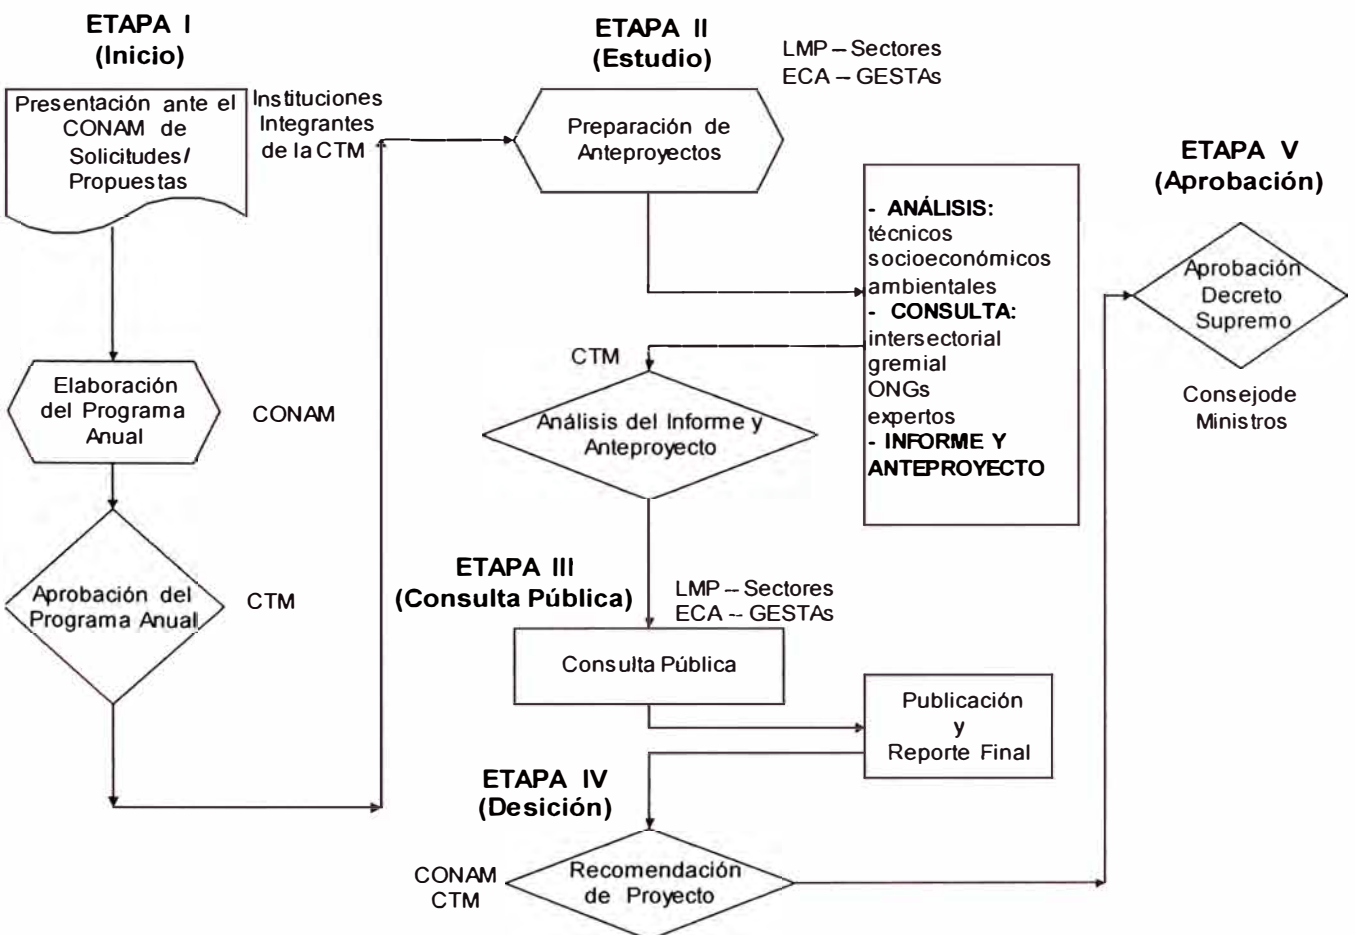 ETAPA I
(Inicio)
Presentación ante el
CONAM de
Solicitudes/
Propuestas
Instituciones
Integrantes
de la CTM
Elaboración
del Programa
Anual
CONAM
Aprobación del
Programa Anual
CTM
ETAPA II
(Estudio)
LMP – Sectores
ECA – GESTAs
Preparación de
Anteproyectos
- ANÁLISIS:
técnicos
socioeconómicos
ambientales
- CONSULTA:
intersectorial
gremial
ONGs
expertos
- INFORME Y
ANTEPROYECTO
CTM
Análisis del Informe y
Anteproyecto
ETAPA III
(Consulta Pública)
LMP – Sectores
ECA -- GESTAs
Consulta Pública
Publicación
y
Reporte Final
ETAPA IV
(Desición)
CONAM
CTM
Recomendación
de Proyecto
ETAPA V
(Aprobación)
Aprobación
Decreto
Supremo
Consejode
Ministros